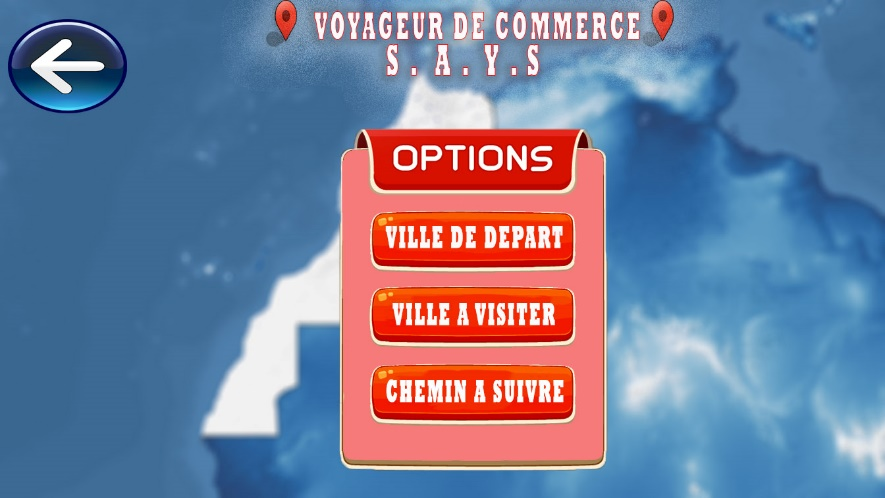 VOYAGEUR DE COMMERCE
S . A . Y . S
OPTIONS
VILLE DE DEPART
VILLE A VISITER
CHEMIN A SUIVRE